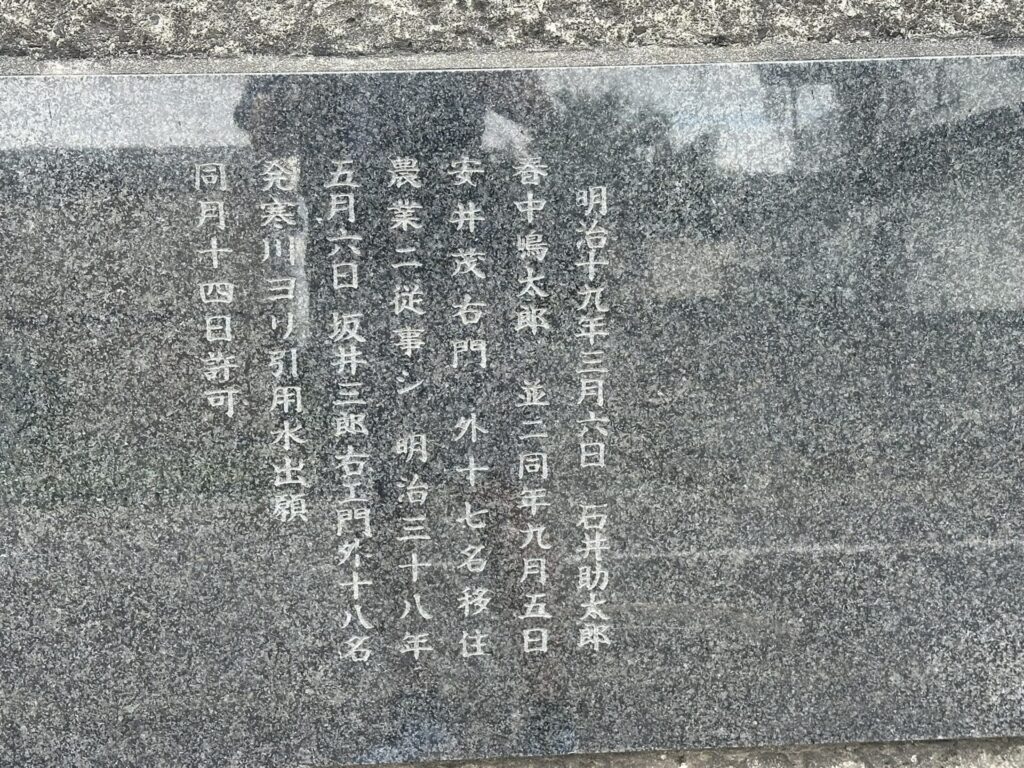 明治十九年三月六日 石井助太郎
春中嶋太郎 並ニ同年九月五日
安井茂右門 外十七名移住
農業ニ従事シ 明治三十八年
五月六日 坂井三郎右エ門外十八名
発寒川ヨリ引用水出願
同月十四日許可